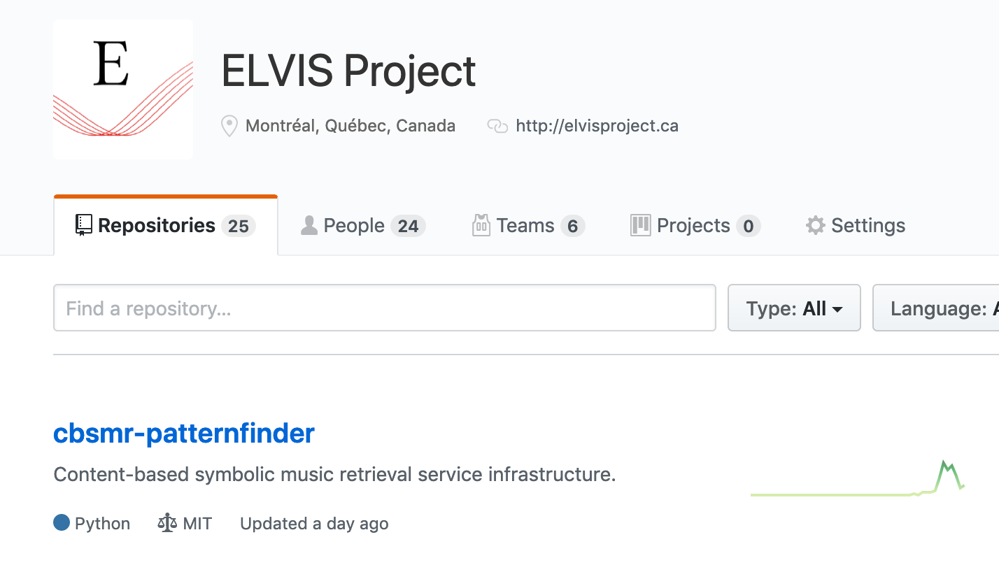 E
ELVIS Project
Montréal, Québec, Canada http://elvisproject.ca
Repositories 25 People 24 Teams 6 Projects 0 Settings
Find a repository... Type: All Language:
cbsmr-patternfinder
Content-based symbolic music retrieval service infrastructure.
Python MIT Updated a day ago